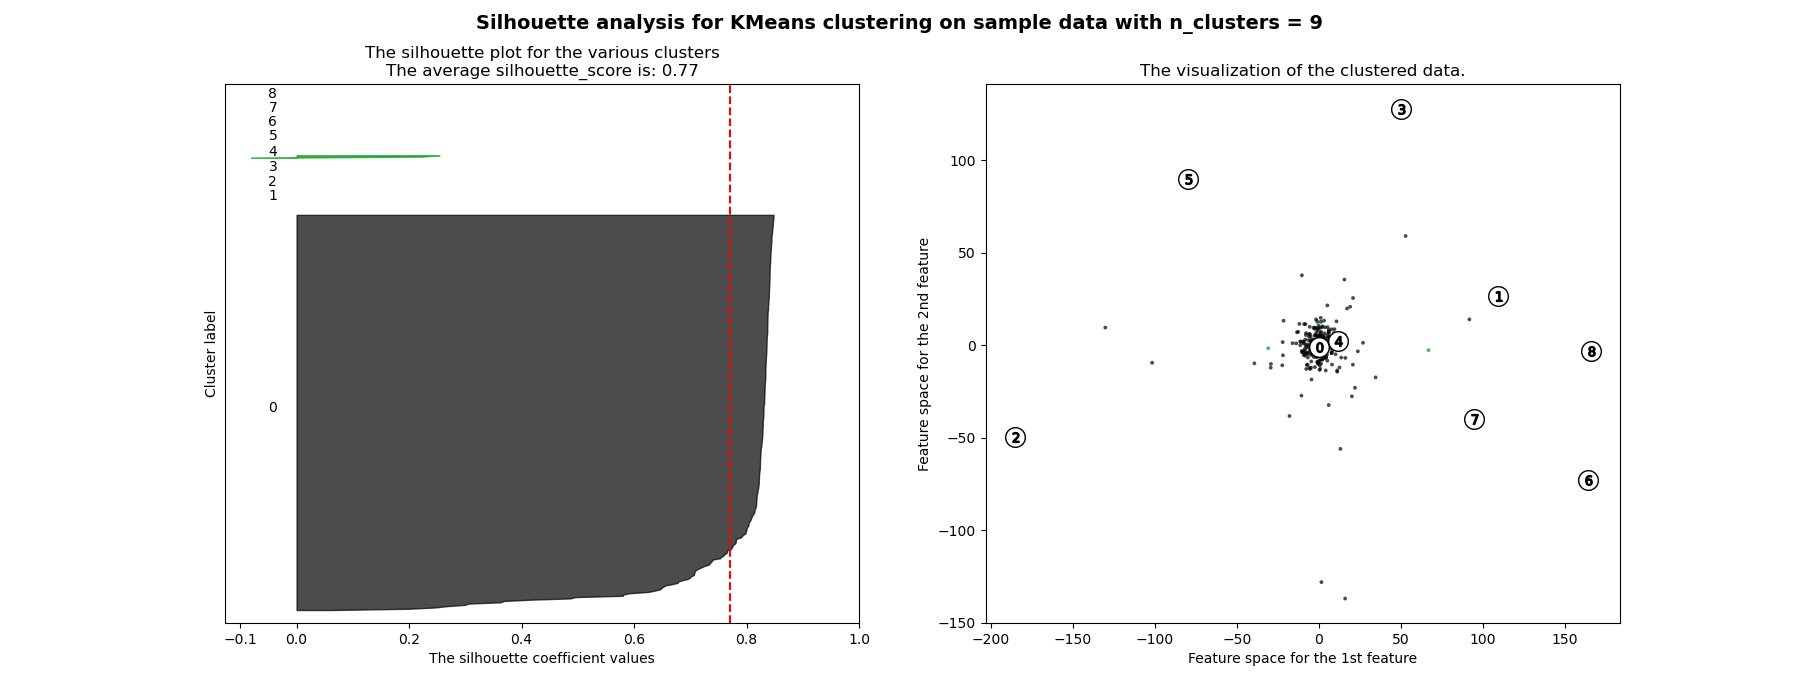 Silhouette analysis for KMeans clustering on sample data with n_clusters = 9
The silhouette plot for the various clusters
The average silhouette_score is: 0.77
8
7
6
5
4
3
2
1
0
Cluster label
−0.1 0.0 0.2 0.4 0.6 0.8 1.0
The silhouette coefficient values
The visualization of the clustered data.
3
5
1
4
0
8
7
2
6
100
50
0
−50
−100
−150
Feature space for the 2nd feature
−200 −150 −100 −50 0 50 100 150
Feature space for the 1st feature